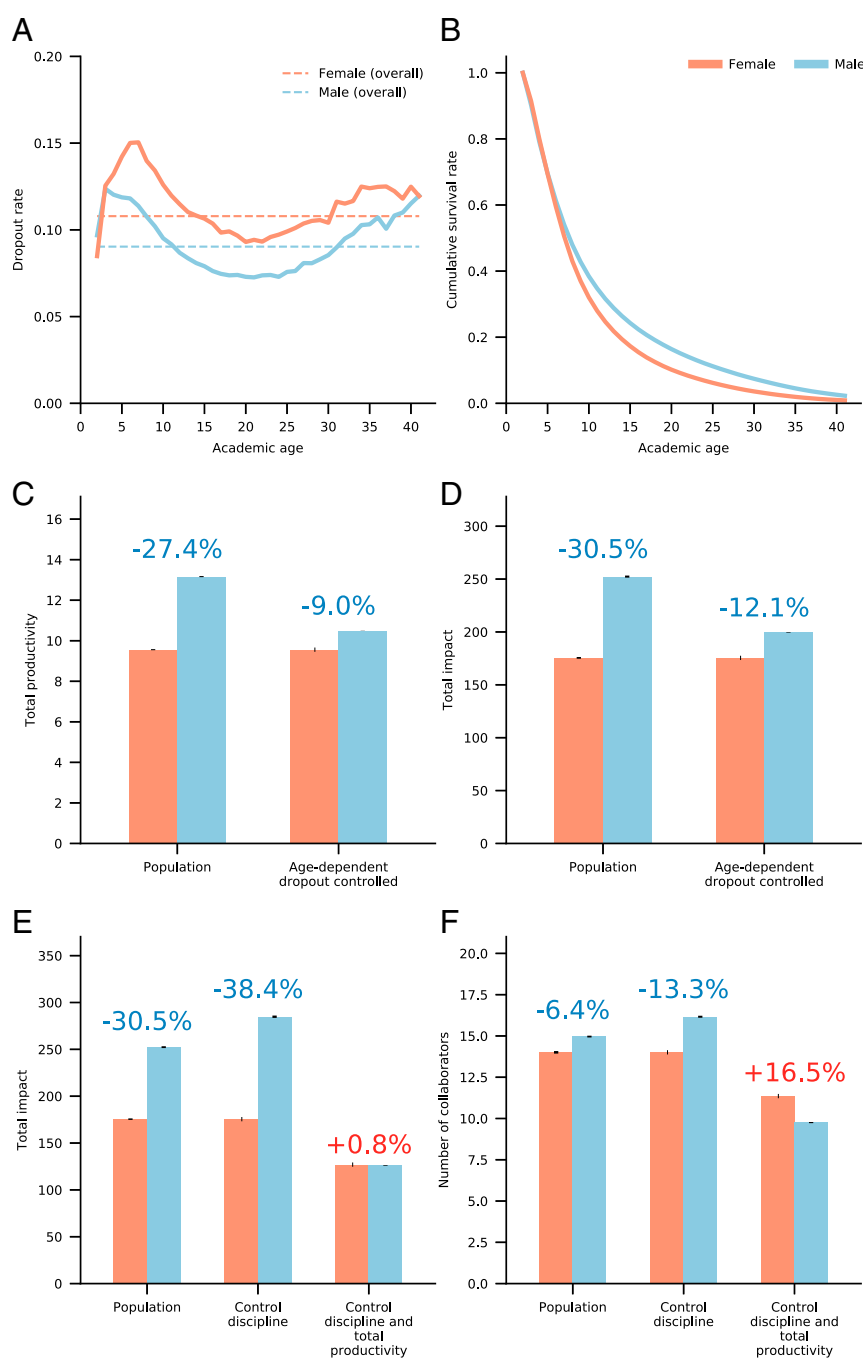 A
B
0.20
0.15
0.10
0.05
0.00
Dropout rate
Female (overall)
Male (overall)
0 5 10 15 20 25 30 35 40
Academic age
1.0
0.8
0.6
0.4
0.2
0.0
Cumulative survival rate
Female
Male
0 5 10 15 20 25 30 35 40
Academic age
C
D
16
14
12
10
8
6
4
2
0
Total productivity
-27.4%
-9.0%
Population
Age-dependent
dropout controlled
300
250
200
150
100
50
0
Total impact
-30.5%
-12.1%
Population
Age-dependent
dropout controlled
E
F
350
300
250
200
150
100
50
0
Total impact
-30.5%
-38.4%
+0.8%
Population
Control
discipline
Control
discipline and
total
productivity
20.0
17.5
15.0
12.5
10.0
7.5
5.0
2.5
0.0
Number of collaborators
-6.4%
-13.3%
+16.5%
Population
Control
discipline
Control
discipline and
total
productivity